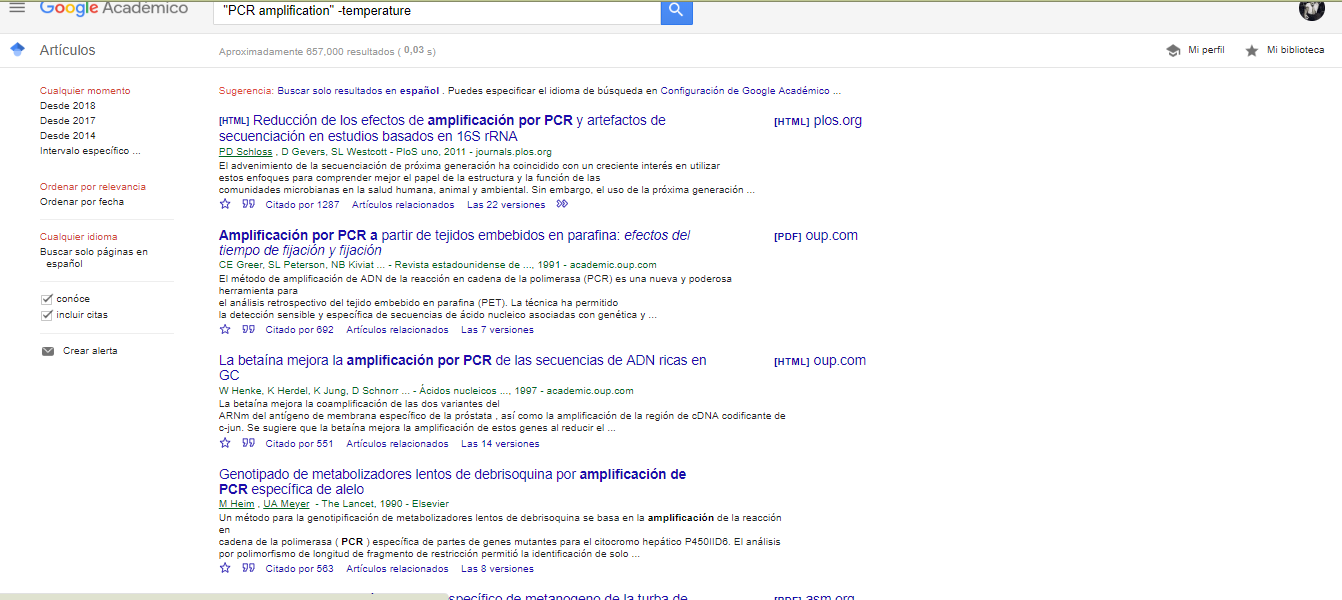 Google Académico
"PCR amplification" -temperature
Artículos
Aproximadamente 657,000 resultados ( 0,03 s)
Mi perfil
Mi biblioteca
Cualquier momento
Desde 2018
Desde 2017
Desde 2014
Intervalo específico ...
Ordenar por relevancia
Ordenar por fecha
Cualquier idioma
Buscar solo páginas en
español
conóce
incluir citas
Crear alerta
Sugerencia: Buscar solo resultados en español . Puedes especificar el idioma de búsqueda en Configuración de Google Académico ...
[HTML] Reducción de los efectos de amplificación por PCR y artefactos de
secuenciación en estudios basados en 16S rRNA
[HTML] plos.org
PD Schloss , D Gevers, SL Westcott - PloS uno, 2011 - journals.plos.org
El advenimiento de la secuenciación de próxima generación ha coincidido con un creciente interés en utilizar
estos enfoques para comprender mejor el papel de la estructura y la función de las
comunidades microbianas en la salud humana, animal y ambiental. Sin embargo, el uso de la próxima generación ...
Citado por 1287 Artículos relacionados Las 22 versiones
Amplificación por PCR a partir de tejidos embebidos en parafina: efectos del
tiempo de fijación y fijación
[PDF] oup.com
CE Greer, SL Peterson, NB Kiviat ... - Revista estadounidense de ..., 1991 - academic.oup.com
El método de amplificación de ADN de la reacción en cadena de la polimerasa (PCR) es una nueva y poderosa
herramienta para
el análisis retrospectivo del tejido embebido en parafina (PET). La técnica ha permitido
la detección sensible y específica de secuencias de ácido nucleico asociadas con genética y ...
Citado por 692 Artículos relacionados Las 7 versiones
La betaína mejora la amplificación por PCR de las secuencias de ADN ricas en
GC
[HTML] oup.com
W Henke, K Herdel, K Jung, D Schnorr ... - Ácidos nucleicos ..., 1997 - academic.oup.com
La betaína mejora la coamplificación de las dos variantes del
ARNm del antígeno de membrana específico de la próstata , así como la amplificación de la región de cDNA codificante de
c-jun. Se sugiere que la betaína mejora la amplificación de estos genes al reducir el ...
Citado por 551 Artículos relacionados Las 14 versiones
Genotipado de metabolizadores lentos de debrisoquina por amplificación de
PCR específica de alelo
M Heim , UA Meyer - The Lancet, 1990 - Elsevier
Un método para la genotipificación de metabolizadores lentos de debrisoquina se basa en la amplificación de la reacción
en
cadena de la polimerasa ( PCR ) específica de partes de genes mutantes para el citocromo hepático P450IID6. El análisis
por polimorfismo de longitud de fragmento de restricción permitió la identificación de solo ...
Citado por 563 Artículos relacionados Las 8 versiones
específico de metanogeno de la turba de
[PDF] asm.org